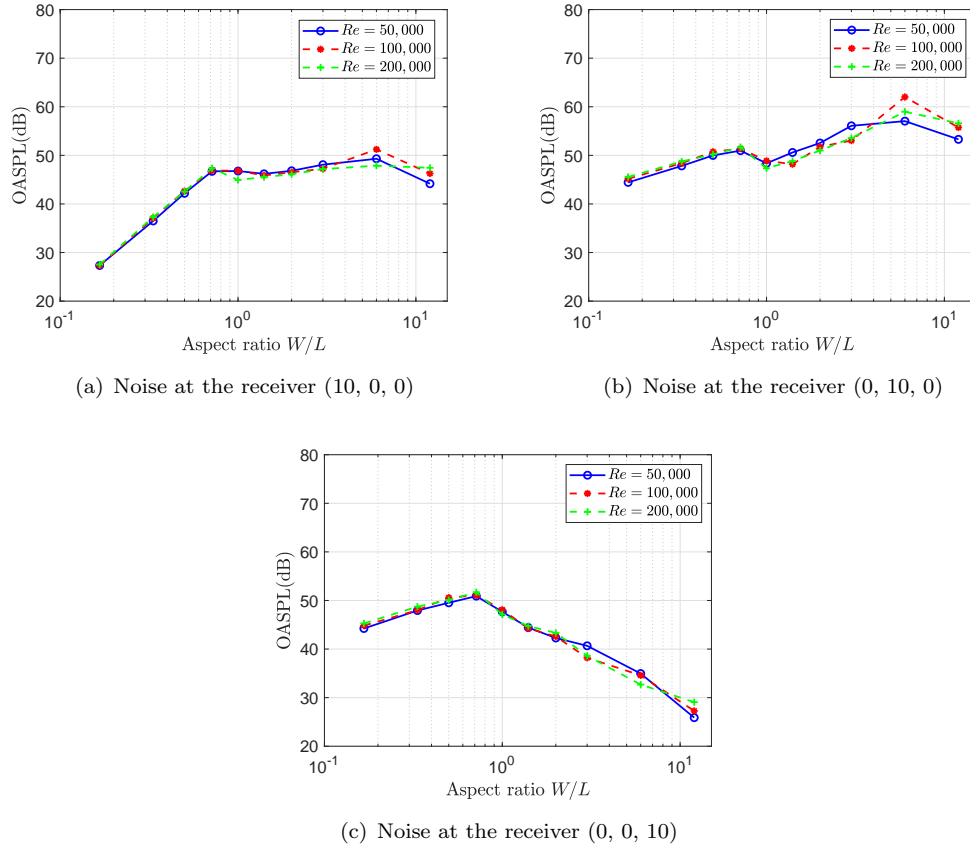 80
70
60
50
40
30
20
OASPL(dB)
10^-1
10^0
10^1
Aspect ratio W/L
Re = 50,000
Re = 100,000
Re = 200,000
(a) Noise at the receiver (10, 0, 0)
80
70
60
50
40
30
20
OASPL(dB)
10^-1
10^0
10^1
Aspect ratio W/L
Re = 50,000
Re = 100,000
Re = 200,000
(b) Noise at the receiver (0, 10, 0)
80
70
60
50
40
30
20
OASPL(dB)
10^-1
10^0
10^1
Aspect ratio W/L
Re = 50,000
Re = 100,000
Re = 200,000
(c) Noise at the receiver (0, 0, 10)